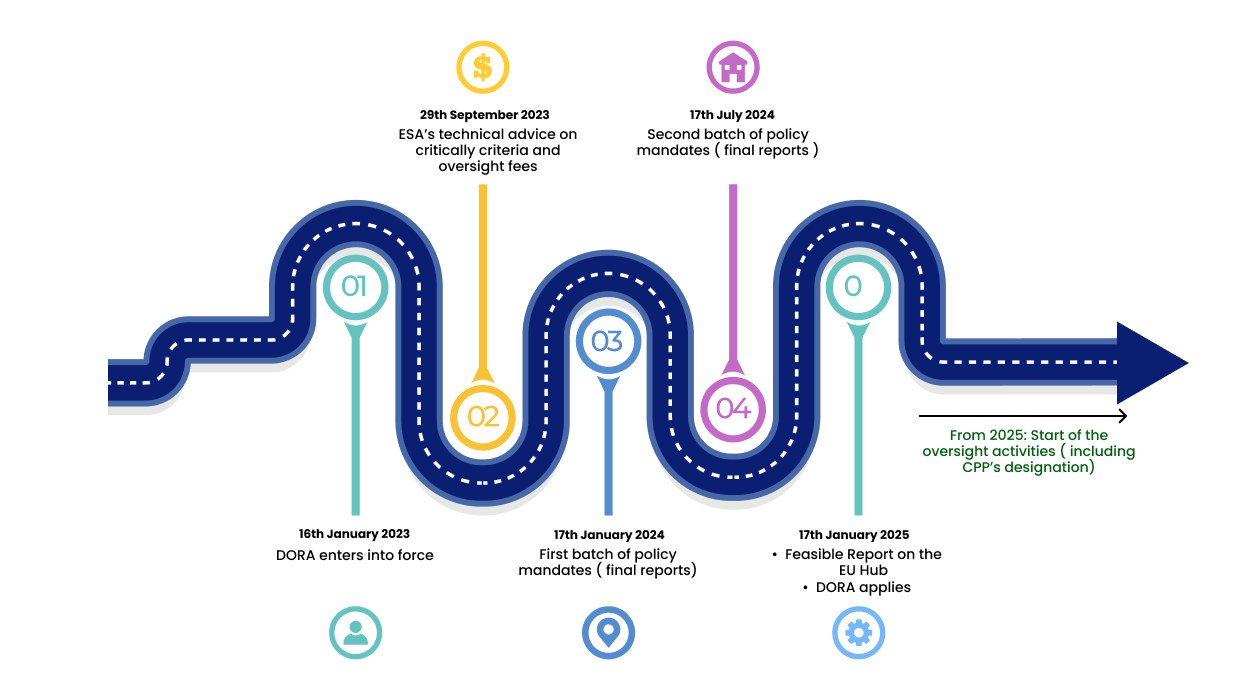 $
29th September 2023
ESA's technical advice on
critically criteria and
oversight fees
17th July 2024
Second batch of policy
mandates ( final reports )
01
02
03
04
0
From 2025: Start of the
oversight activities ( including
CPP's designation)
16th January 2023
DORA enters into force
17th January 2024
First batch of policy
mandates ( final reports)
17th January 2025
• Feasible Report on the
EU Hub
• DORA applies